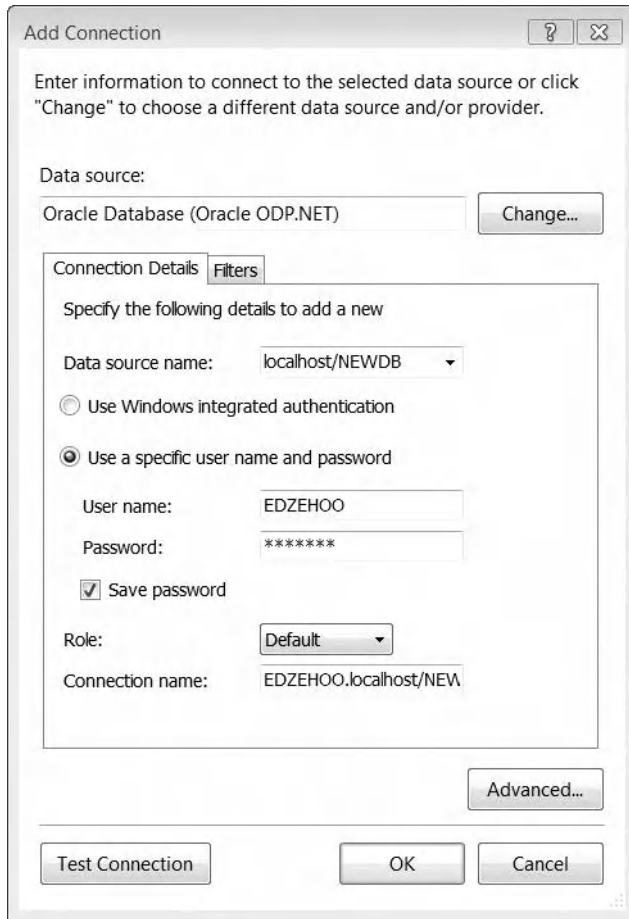 Add Connection
Enter information to connect to the selected data source or click
"Change" to choose a different data source and/or provider.
Data source:
Oracle Database (Oracle ODP.NET)
Change...
Connection Details
Filters
Specify the following details to add a new
Data source name:
localhost/NEWDB
Use Windows integrated authentication
Use a specific user name and password
User name:
EDZEHOO
Password:
*******
Save password
Role:
Default
Connection name:
EDZEHOO.localhost/NEW
Advanced...
Test Connection
OK
Cancel